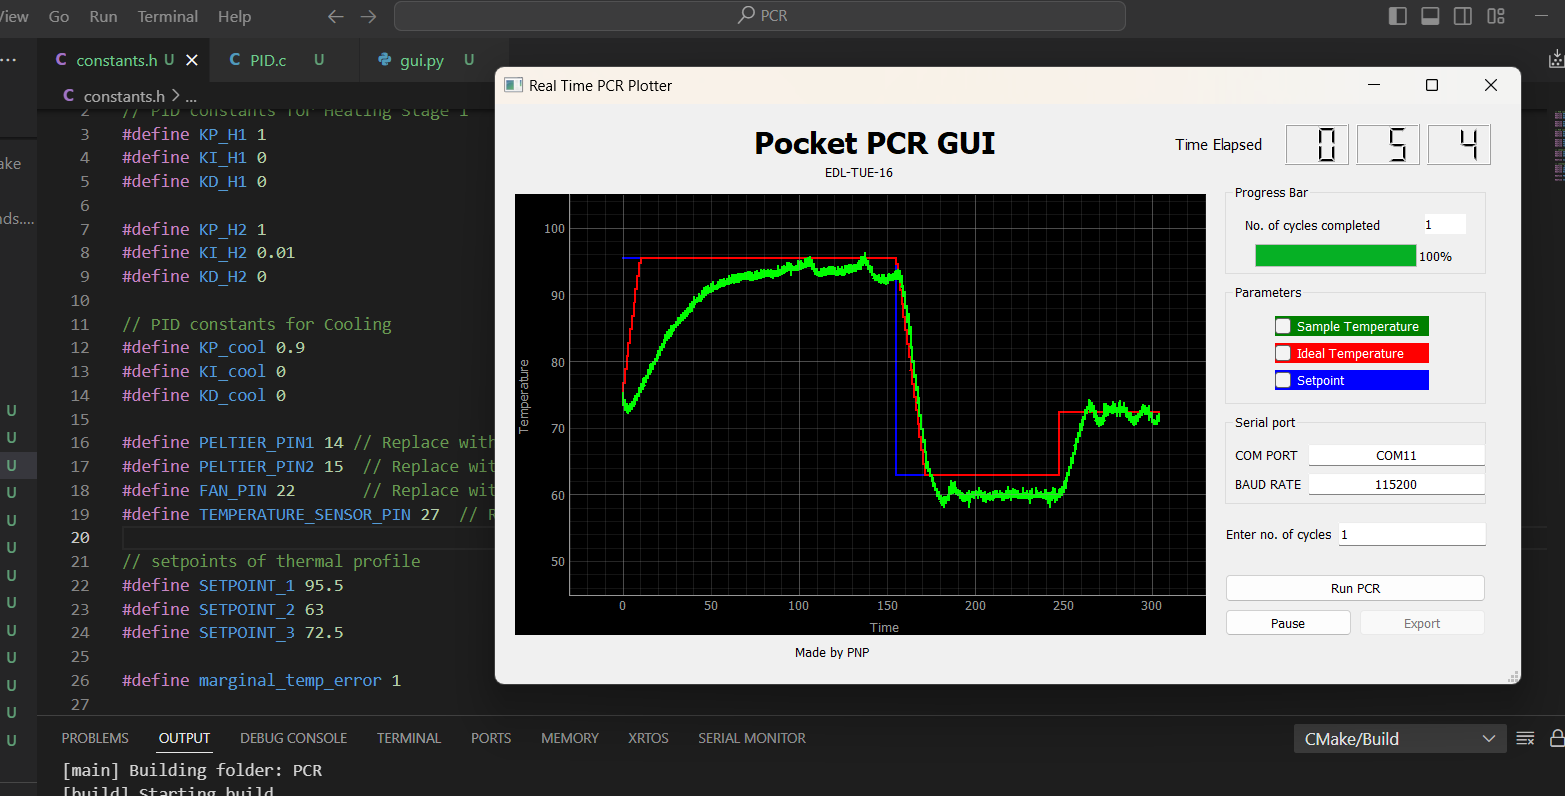 View Go Run Terminal Help PCR
constants.h U PID.c U gui.py U
constants.h > ...
ake
nds....
2 // PID constants for Heating Stage 1
3 #define KP_H1 1
4 #define KI_H1 0
5 #define KD_H1 0
6
7 #define KP_H2 1
8 #define KI_H2 0.01
9 #define KD_H2 0
10
11 // PID constants for Cooling
12 #define KP_cool 0.9
13 #define KI_cool 0
14 #define KD_cool 0
15
16 #define PELTIER_PIN1 14 // Replace with
17 #define PELTIER_PIN2 15 // Replace wit
18 #define FAN_PIN 22 // Replace wit
19 #define TEMPERATURE_SENSOR_PIN 27 // R
20
21 // setpoints of thermal profile
22 #define SETPOINT_1 95.5
23 #define SETPOINT_2 63
24 #define SETPOINT_3 72.5
25
26 #define marginal_temp_error 1
27
U
U
U
U
U
U
U
U
U
U
U
U
U
Real Time PCR Plotter
Pocket PCR GUI
EDL-TUE-16
Time Elapsed 0 5 4
100
90
80
70
60
50
Temperature
0 50 100 150 200 250 300
Time
Made by PNP
Progress Bar
No. of cycles completed 1
100%
Parameters
Sample Temperature
Ideal Temperature
Setpoint
Serial port
COM PORT COM11
BAUD RATE 115200
Enter no. of cycles 1
Run PCR
Pause Export
PROBLEMS OUTPUT DEBUG CONSOLE TERMINAL PORTS MEMORY XRTOS SERIAL MONITOR CMake/Build
[main] Building folder: PCR
[build] Starting build